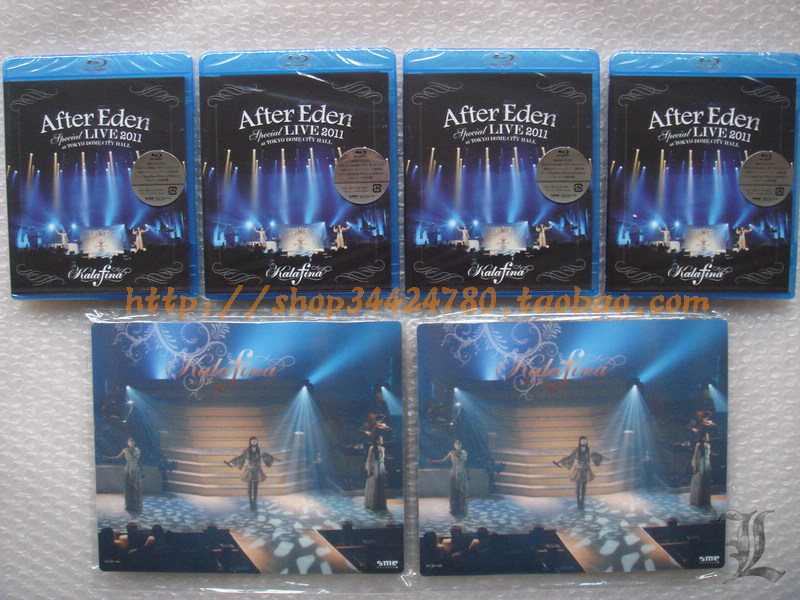 After Eden
Special LIVE 2011
at TOKYO DOME CITY HALL
Kalafina
After Eden
Special LIVE 2011
at TOKYO DOME CITY HALL
Kalafina
After Eden
Special LIVE 2011
at TOKYO DOME CITY HALL
Kalafina
After Eden
Special LIVE 2011
at TOKYO DOME CITY HALL
Kalafina
http://shop34424780.taobao.com
Kalafina
sme
Kalafina
sme
L